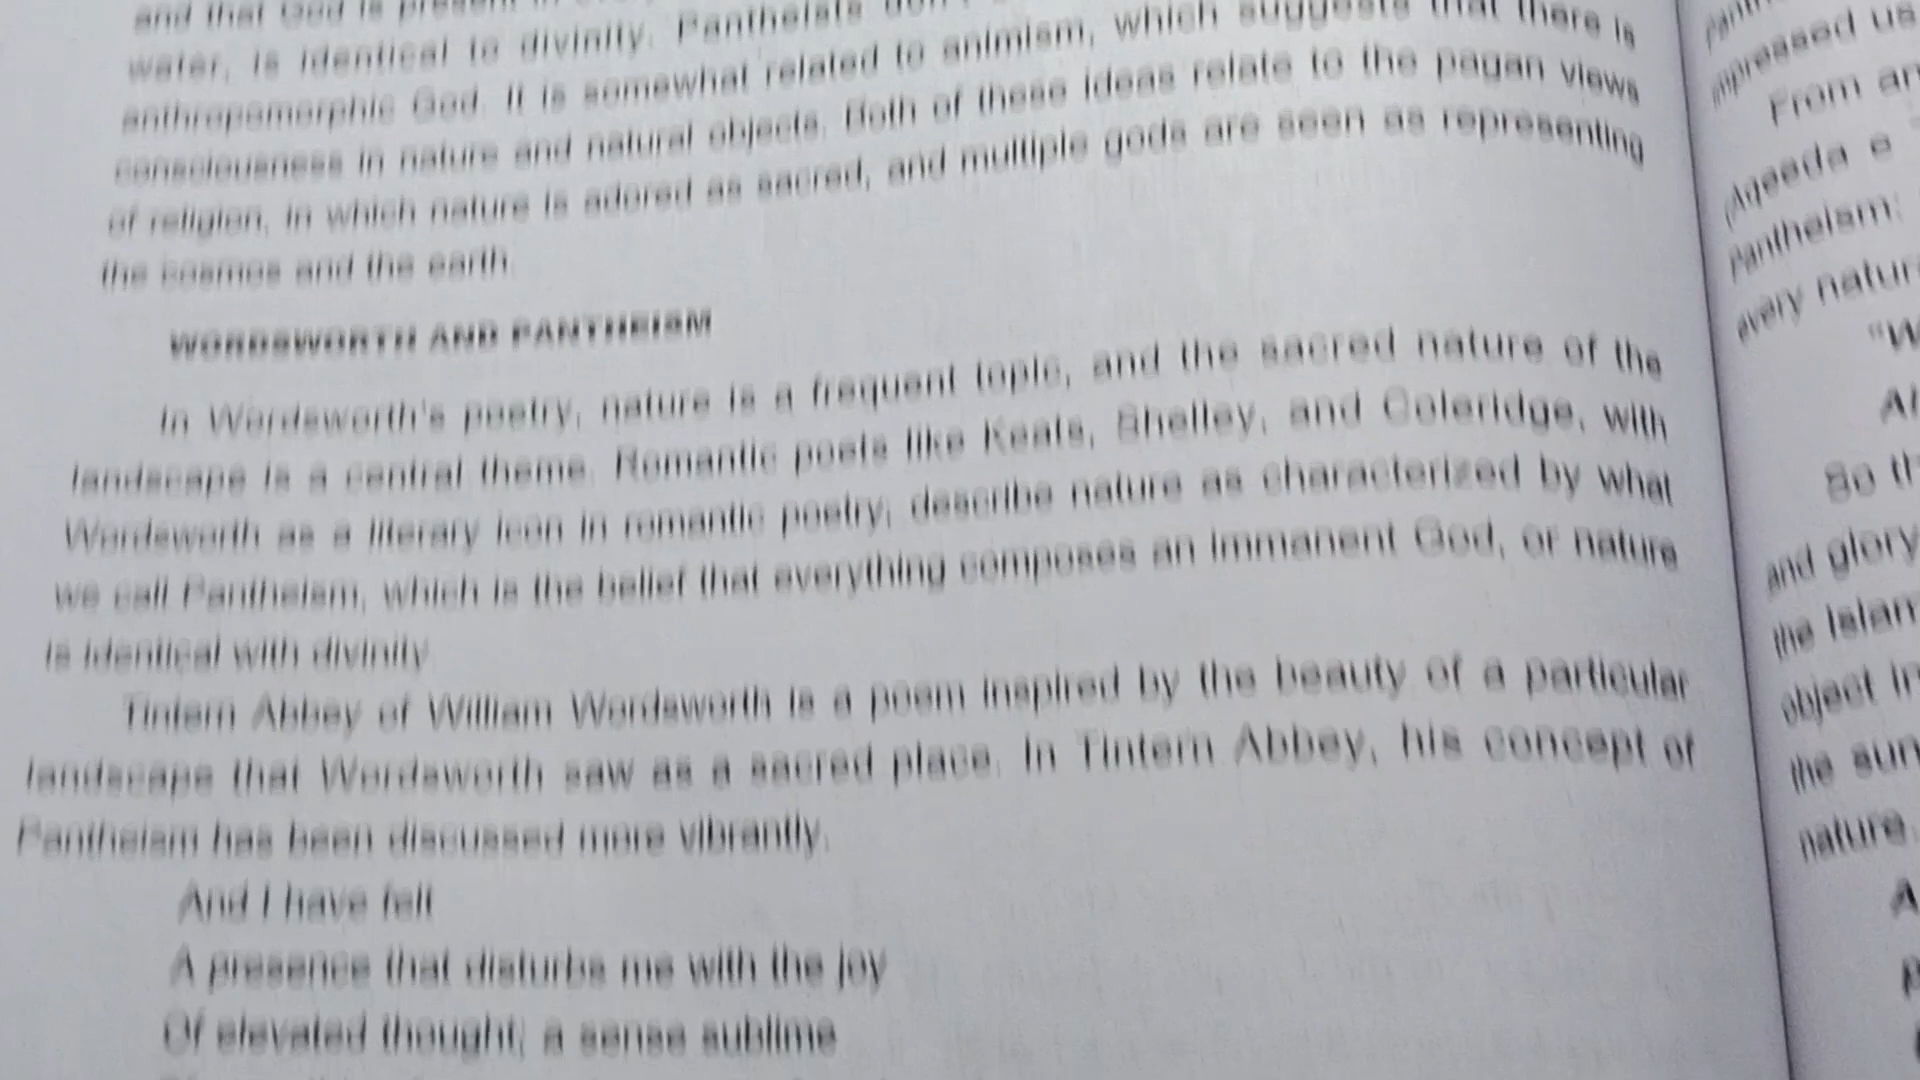 and that God is present in
water, is identical to divinity. Pantheists don't
anthropomorphic God. It is somewhat related to animism, which suggests that there is
consciousness in nature and natural objects. Both of these ideas relate to the pagan views
of religion, in which nature is adored as sacred, and multiple gods are seen as representing
the cosmos and the earth.
WORDSWORTH AND PANTHEISM
In Wordsworth's poetry, nature is a frequent topic, and the sacred nature of the
landscape is a central theme. Romantic poets like Keats, Shelley, and Coleridge, with
Wordsworth as a literary icon in romantic poetry; describe nature as characterized by what
we call Pantheism, which is the belief that everything composes an immanent God, or nature
is identical with divinity.
Tintern Abbey of William Wordsworth is a poem inspired by the beauty of a particular
landscape that Wordsworth saw as a sacred place. In Tintern Abbey, his concept of
Pantheism has been discussed more vibrantly.
And I have felt
A presence that disturbs me with the joy
Of elevated thought; a sense sublime
impressed us
From an
(Aqeeda e
Pantheism:
every natur
"W
Al
So th
and glory
the Islam
object in
the sun
nature.
A